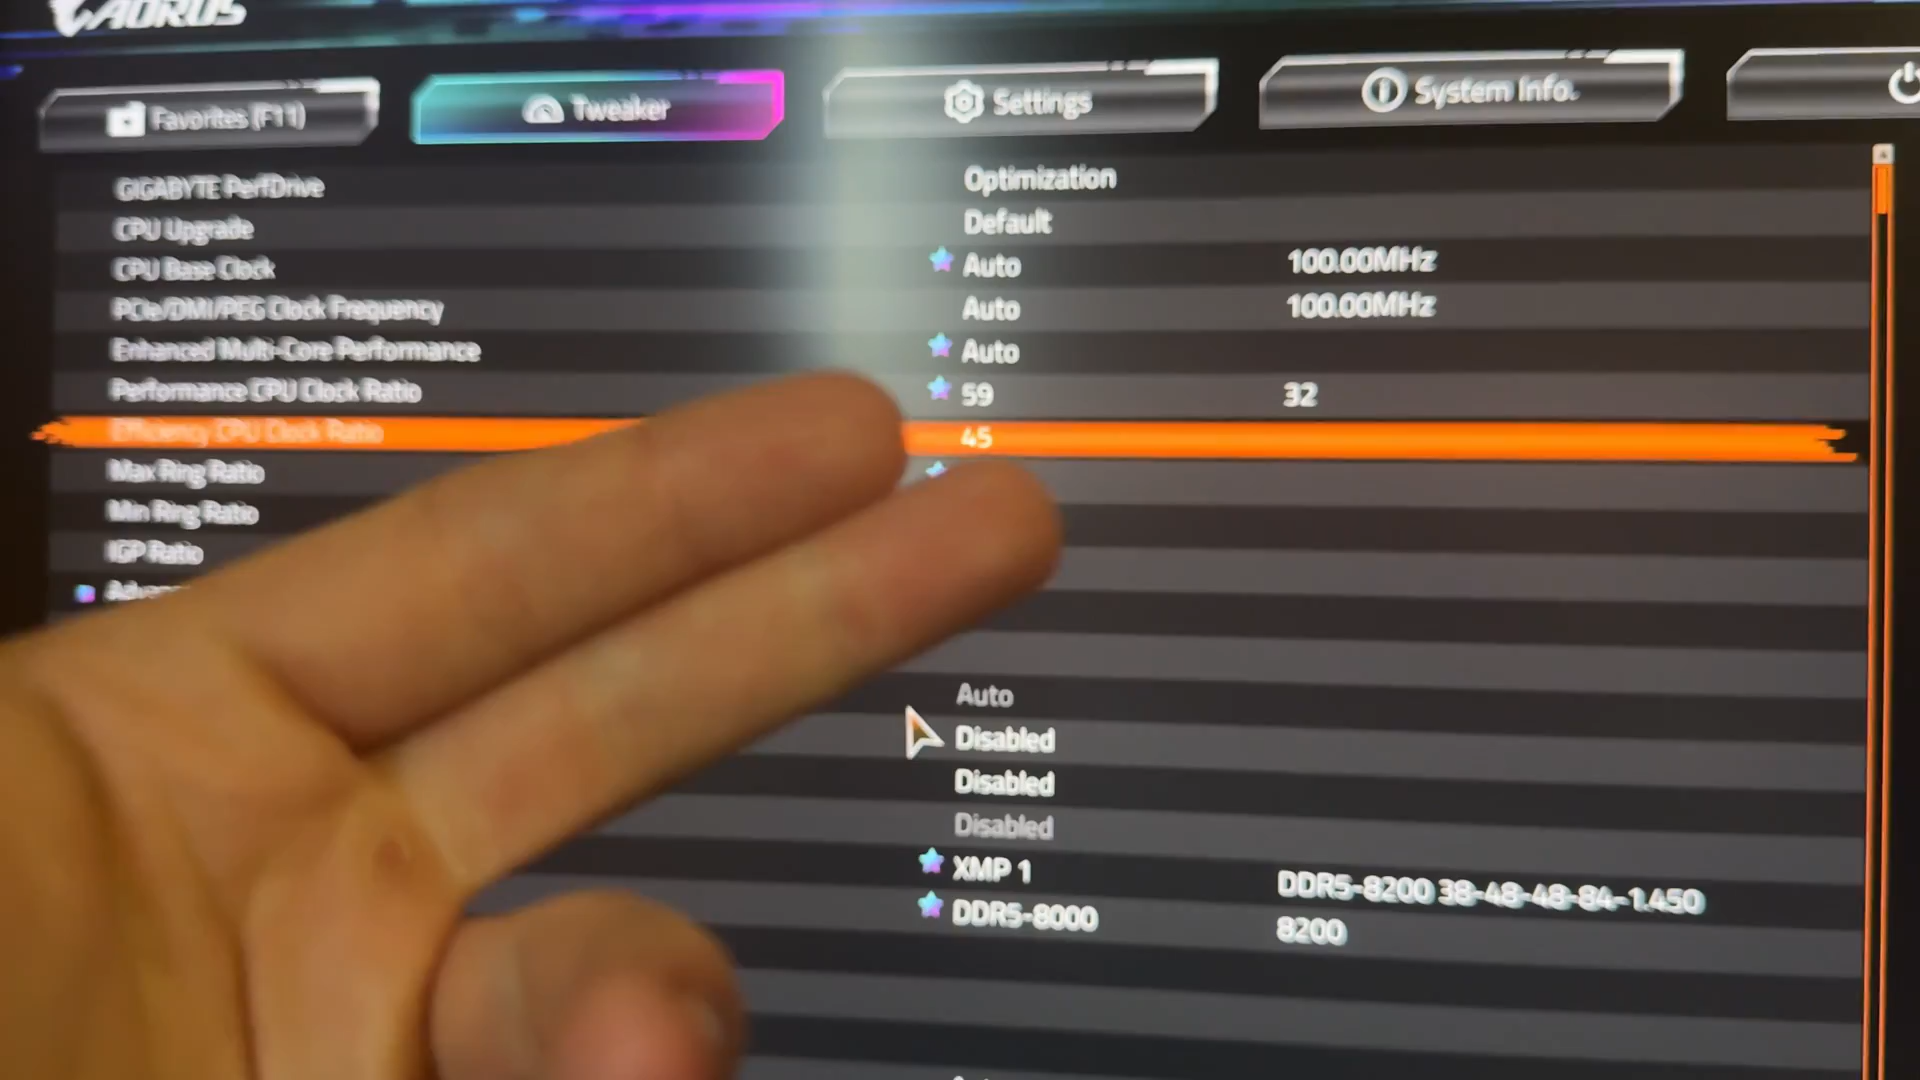 AORUS
Favorites (F11) Tweaker Settings System Info.
GIGABYTE PerfDrive Optimization
CPU Upgrade Default
CPU Base Clock Auto 100.00MHz
PCIe/DMI/PEG Clock Frequency Auto 100.00MHz
Enhanced Multi-Core Performance Auto
Performance CPU Clock Ratio 59 32
Efficiency CPU Clock Ratio 45
Max Ring Ratio
Min Ring Ratio
IGP Ratio
Auto
Disabled
Disabled
Disabled
XMP 1 DDR5-8200 38-48-48-84-1.450
DDR5-8000 8200